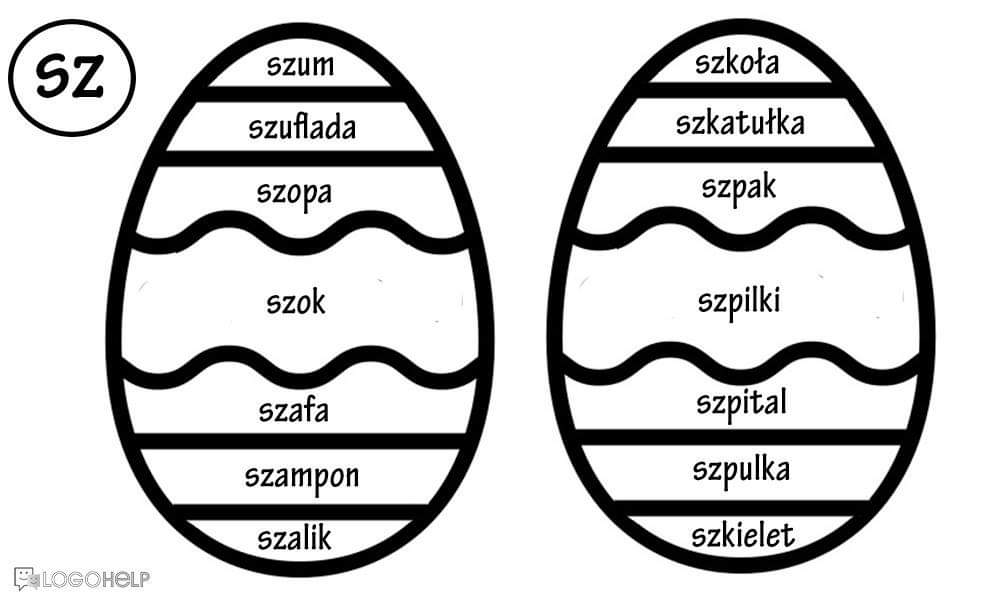 sz
szum
szuflada
szopa
szok
szafa
szampon
szalik
szkoła
szkatułka
szpak
szpilki
szpital
szpulka
szkielet
LOGOHELP